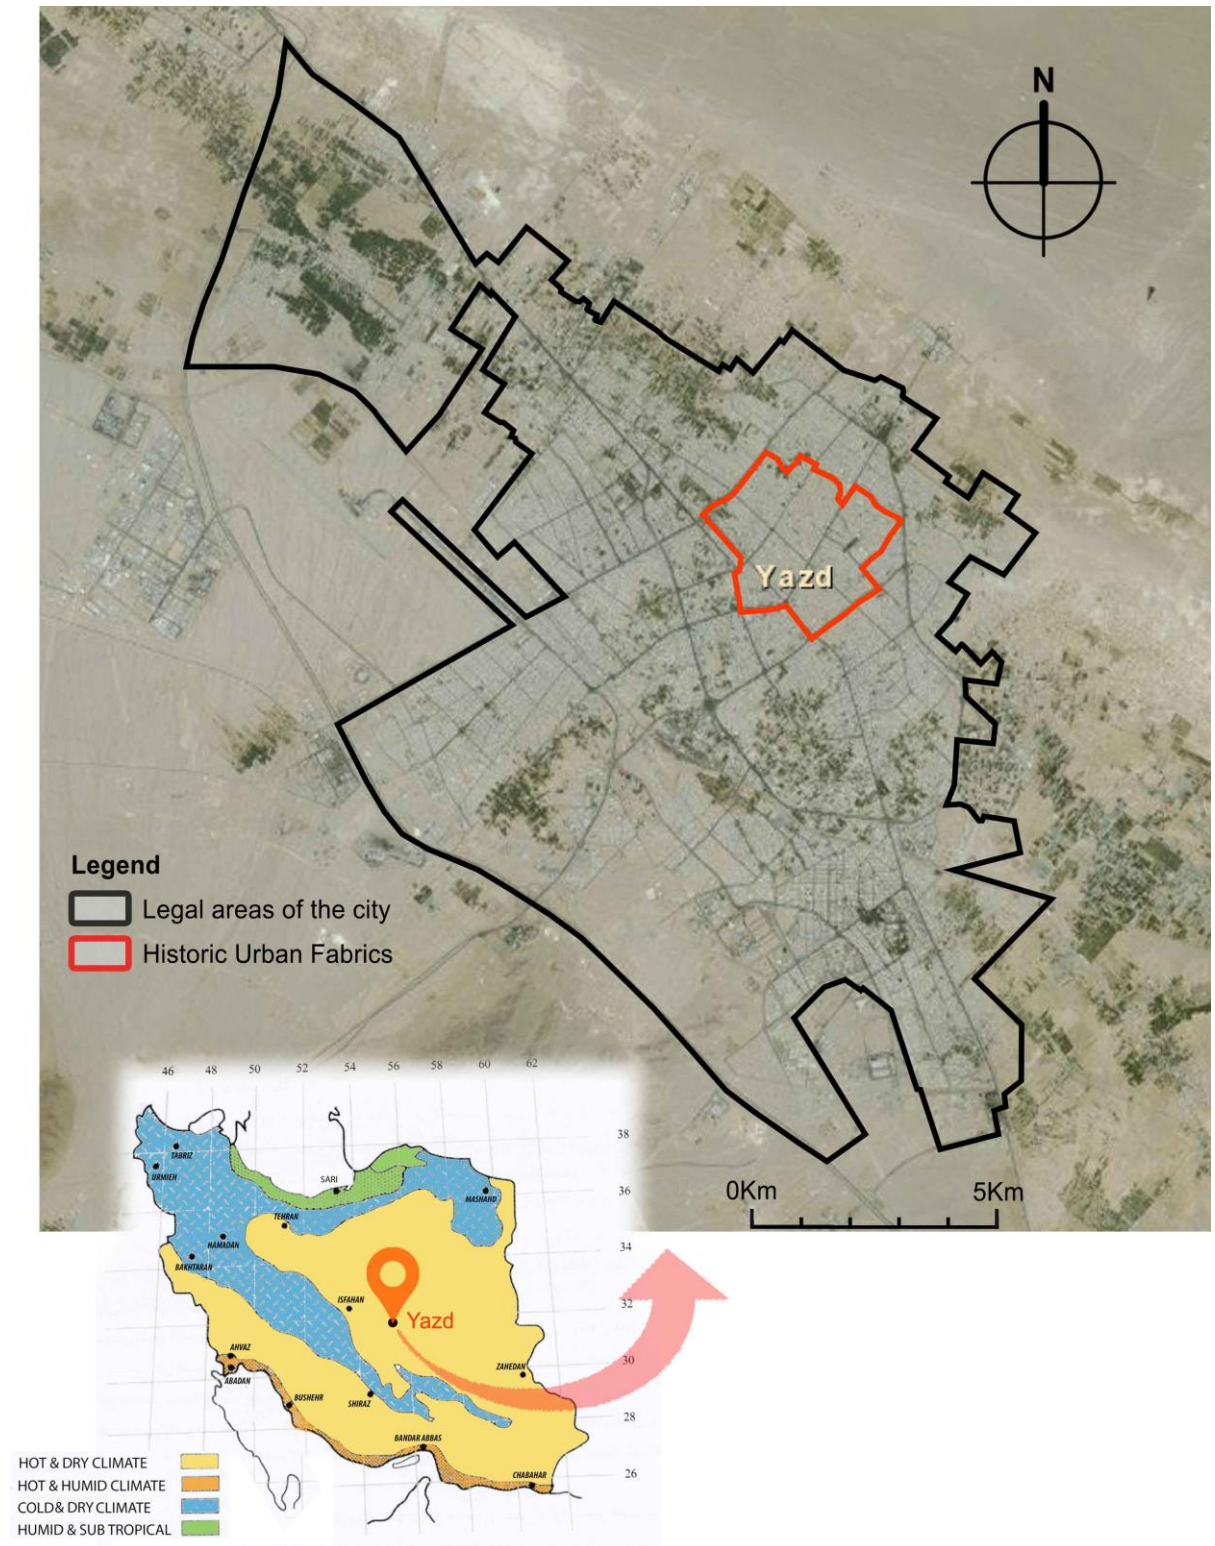 N
Yazd
Legend
Legal areas of the city
Historic Urban Fabrics
0Km 5Km
46 48 50 52 54 56 58 60 62
38
36
34
32
30
28
26
TABRIZ
URMIEH
SARI
MASHAHD
TEHRAN
HAMADAN
BAKHTARAN
ISFAHAN
Yazd
AHVAZ
ABADAN
ZAHEDAN
BUSHEHR
SHIRAZ
BANDAR ABBAS
CHABAHAR
HOT & DRY CLIMATE
HOT & HUMID CLIMATE
COLD & DRY CLIMATE
HUMID & SUB TROPICAL